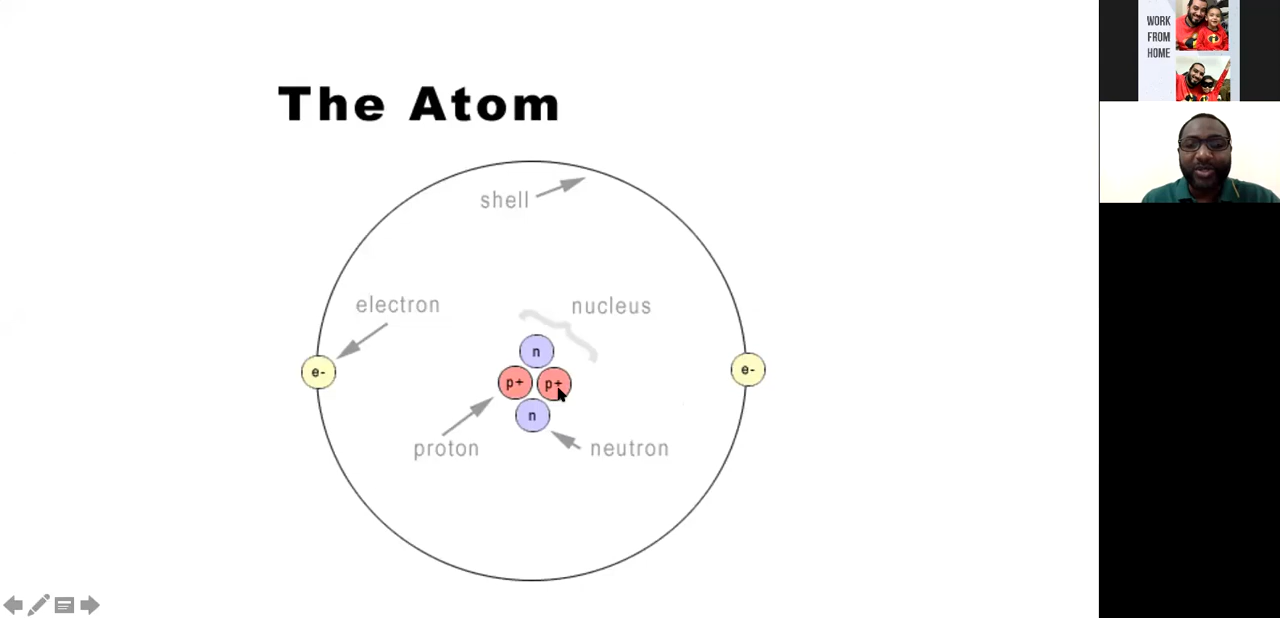 The Atom
shell
electron
nucleus
n
e-
p+ p+
e-
n
proton
neutron
WORK
FROM
HOME